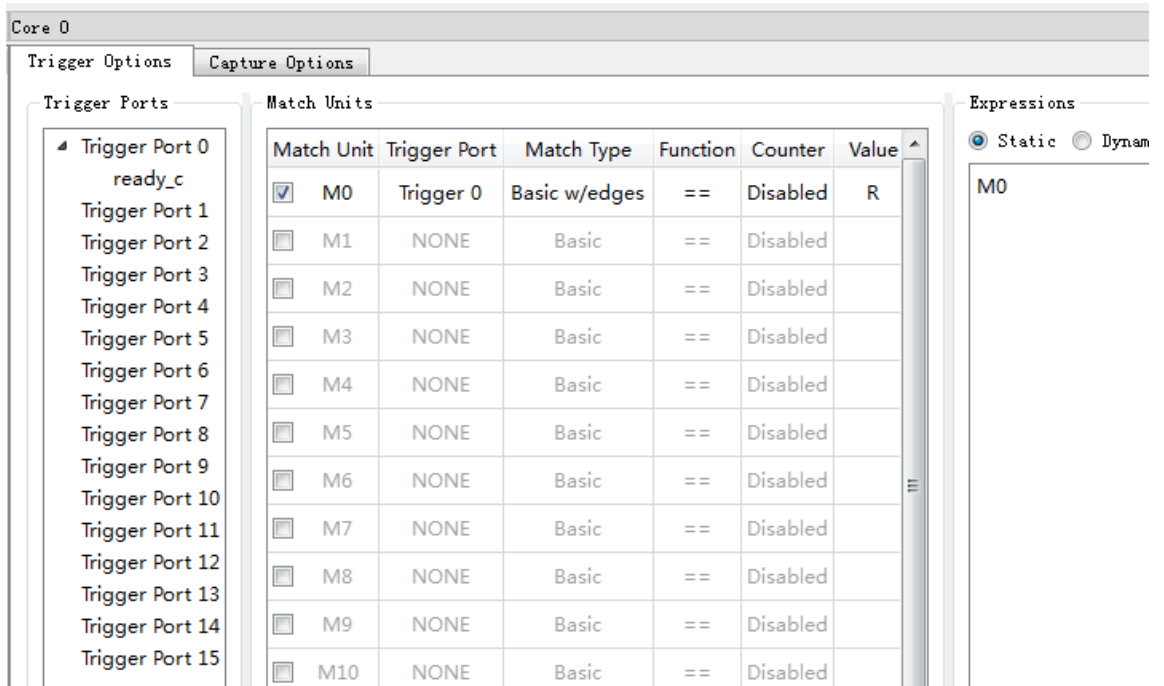 Core 0
Trigger Options Capture Options
Trigger Ports
Trigger Port 0
ready_c
Trigger Port 1
Trigger Port 2
Trigger Port 3
Trigger Port 4
Trigger Port 5
Trigger Port 6
Trigger Port 7
Trigger Port 8
Trigger Port 9
Trigger Port 10
Trigger Port 11
Trigger Port 12
Trigger Port 13
Trigger Port 14
Trigger Port 15
Match Units
Match Unit Trigger Port Match Type Function Counter Value
M0 Trigger 0 Basic w/edges == Disabled R
M1 NONE Basic == Disabled
M2 NONE Basic == Disabled
M3 NONE Basic == Disabled
M4 NONE Basic == Disabled
M5 NONE Basic == Disabled
M6 NONE Basic == Disabled
M7 NONE Basic == Disabled
M8 NONE Basic == Disabled
M9 NONE Basic == Disabled
M10 NONE Basic == Disabled
Expressions
Static Dynam
M0